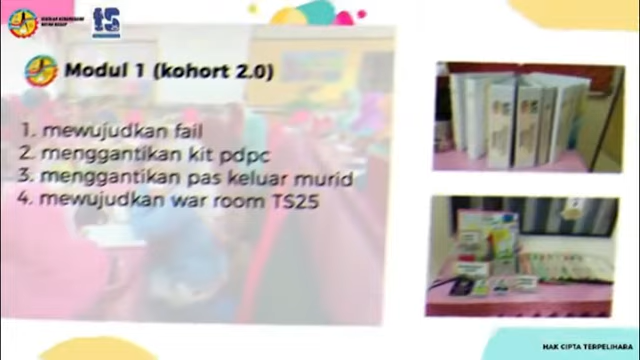 Modul 1 (kohort 2.0)
1. mewujudkan fail
2. menggantikan kit pdpc
3. menggantikan pas keluar murid
4. mewujudkan war room TS25
HAK CIPTA TERPELIHARA